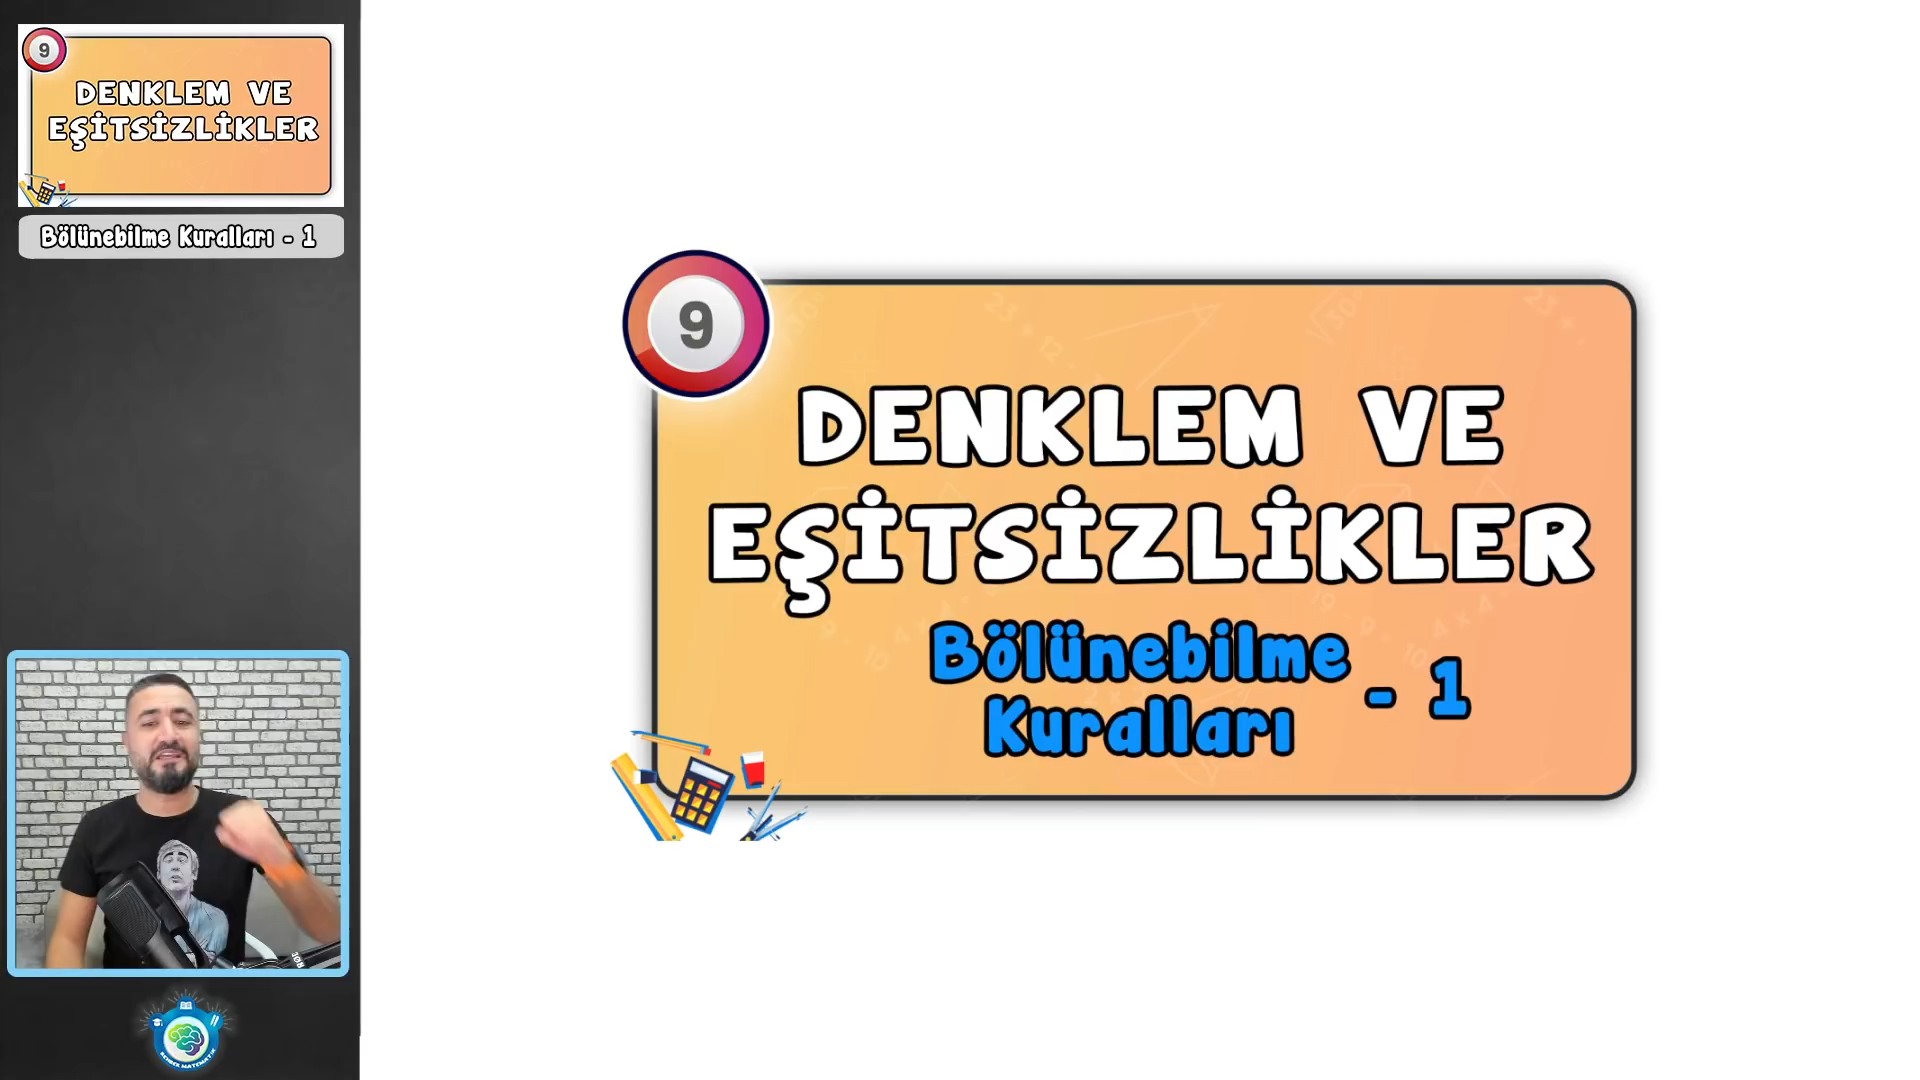 9
DENKLEM VE
EŞİTSİZLİKLER
Bölünebilme Kuralları - 1
9
DENKLEM VE
EŞİTSİZLİKLER
Bölünebilme
Kuralları - 1